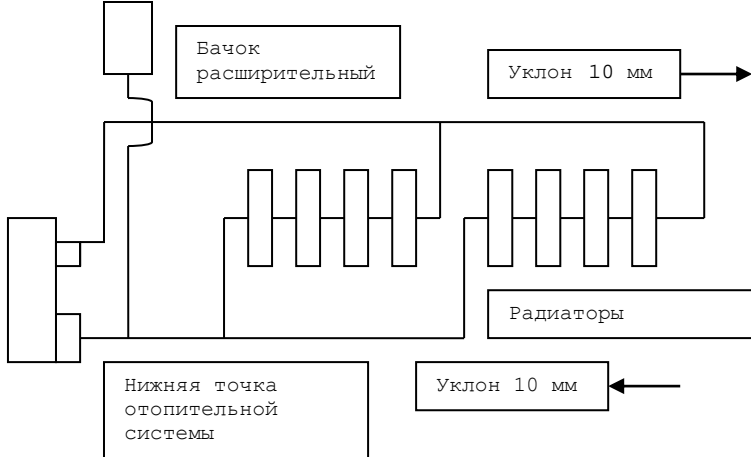 Бачок
расширительный
Уклон 10 мм
Радиаторы
Нижняя точка
отопительной
системы
Уклон 10 мм